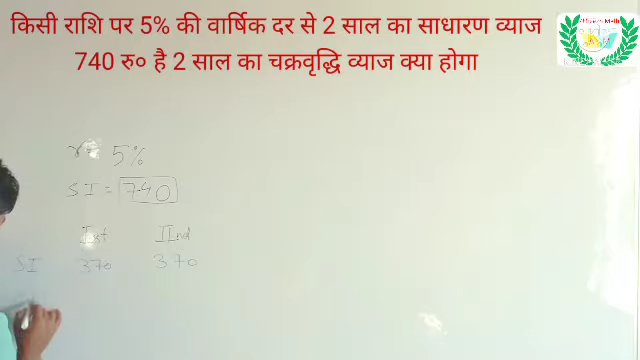 किसी राशि पर 5% की वार्षिक दर से 2 साल का साधारण व्याज
740 रु० है 2 साल का चक्रवृद्धि व्याज क्या होगा
r = 5%
SI = 740
Ist IInd
SI 370 370